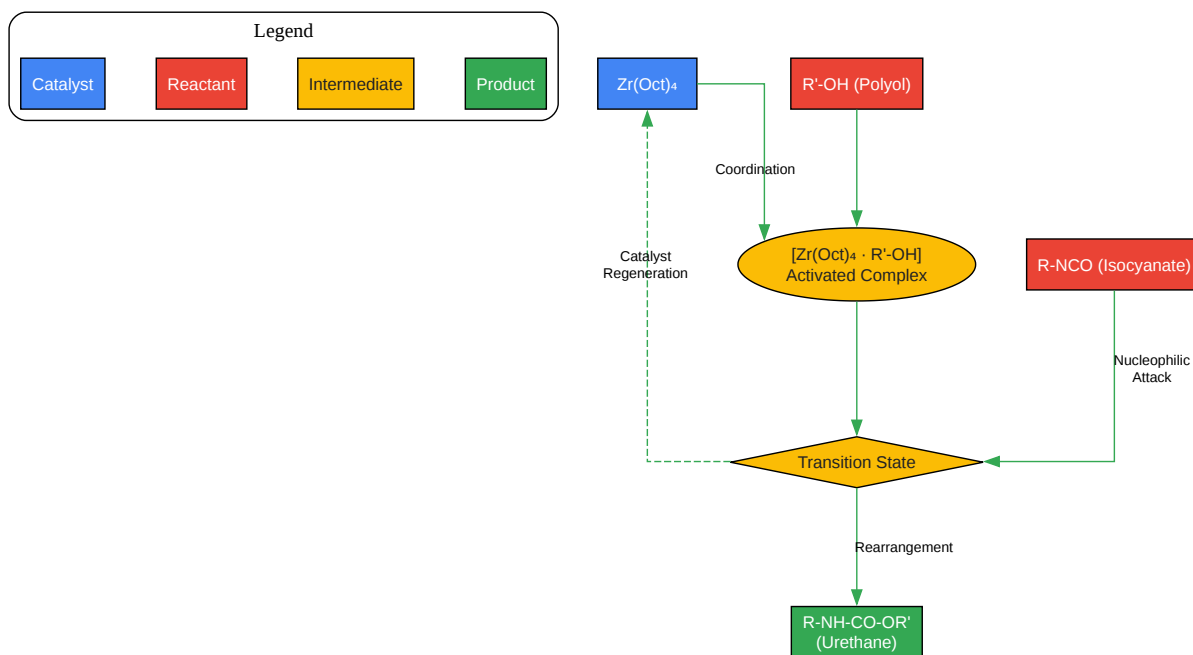 Legend
Catalyst
Reactant
Intermediate
Product
Zr(Oct)₄
R'-OH (Polyol)
Coordination
Catalyst
Regeneration
[Zr(Oct)₄ · R'-OH]
Activated Complex
R-NCO (Isocyanate)
Nucleophilic
Attack
Transition State
Rearrangement
R-NH-CO-OR'
(Urethane)